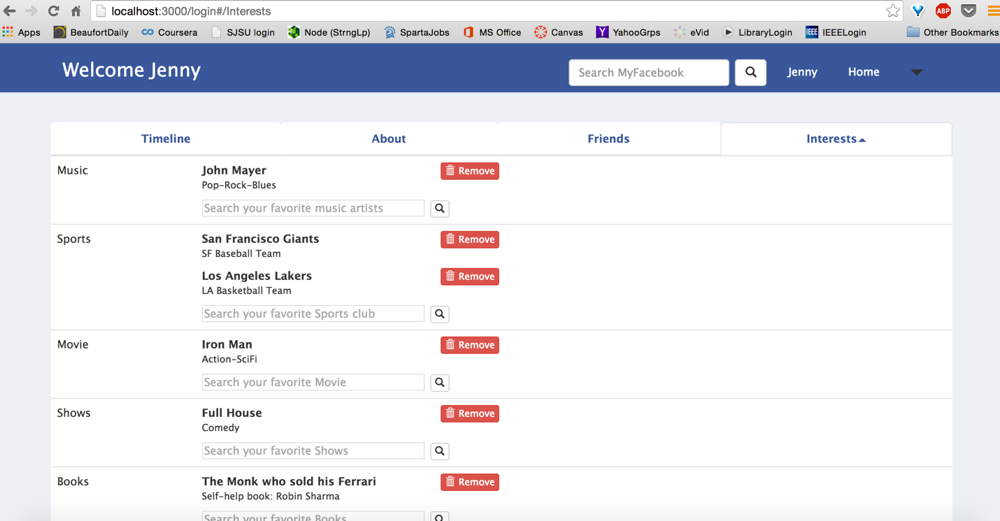 localhost:3000/login#/Interests
ABP
Apps BeaufortDaily Coursera SJSU login Node (StrngLp) SpartaJobs MS Office Canvas Y YahooGrps eVid LibraryLogin IEEE IEEELogin Other Bookmarks
Welcome Jenny Search MyFacebook Jenny Home
Timeline About Friends Interests
Music John Mayer Remove
Pop-Rock-Blues
Search your favorite music artists
Sports San Francisco Giants Remove
SF Baseball Team
Los Angeles Lakers Remove
LA Basketball Team
Search your favorite Sports club
Movie Iron Man Remove
Action-SciFi
Search your favorite Movie
Shows Full House Remove
Comedy
Search your favorite Shows
Books The Monk who sold his Ferrari Remove
Self-help book: Robin Sharma
Search your favorite Books